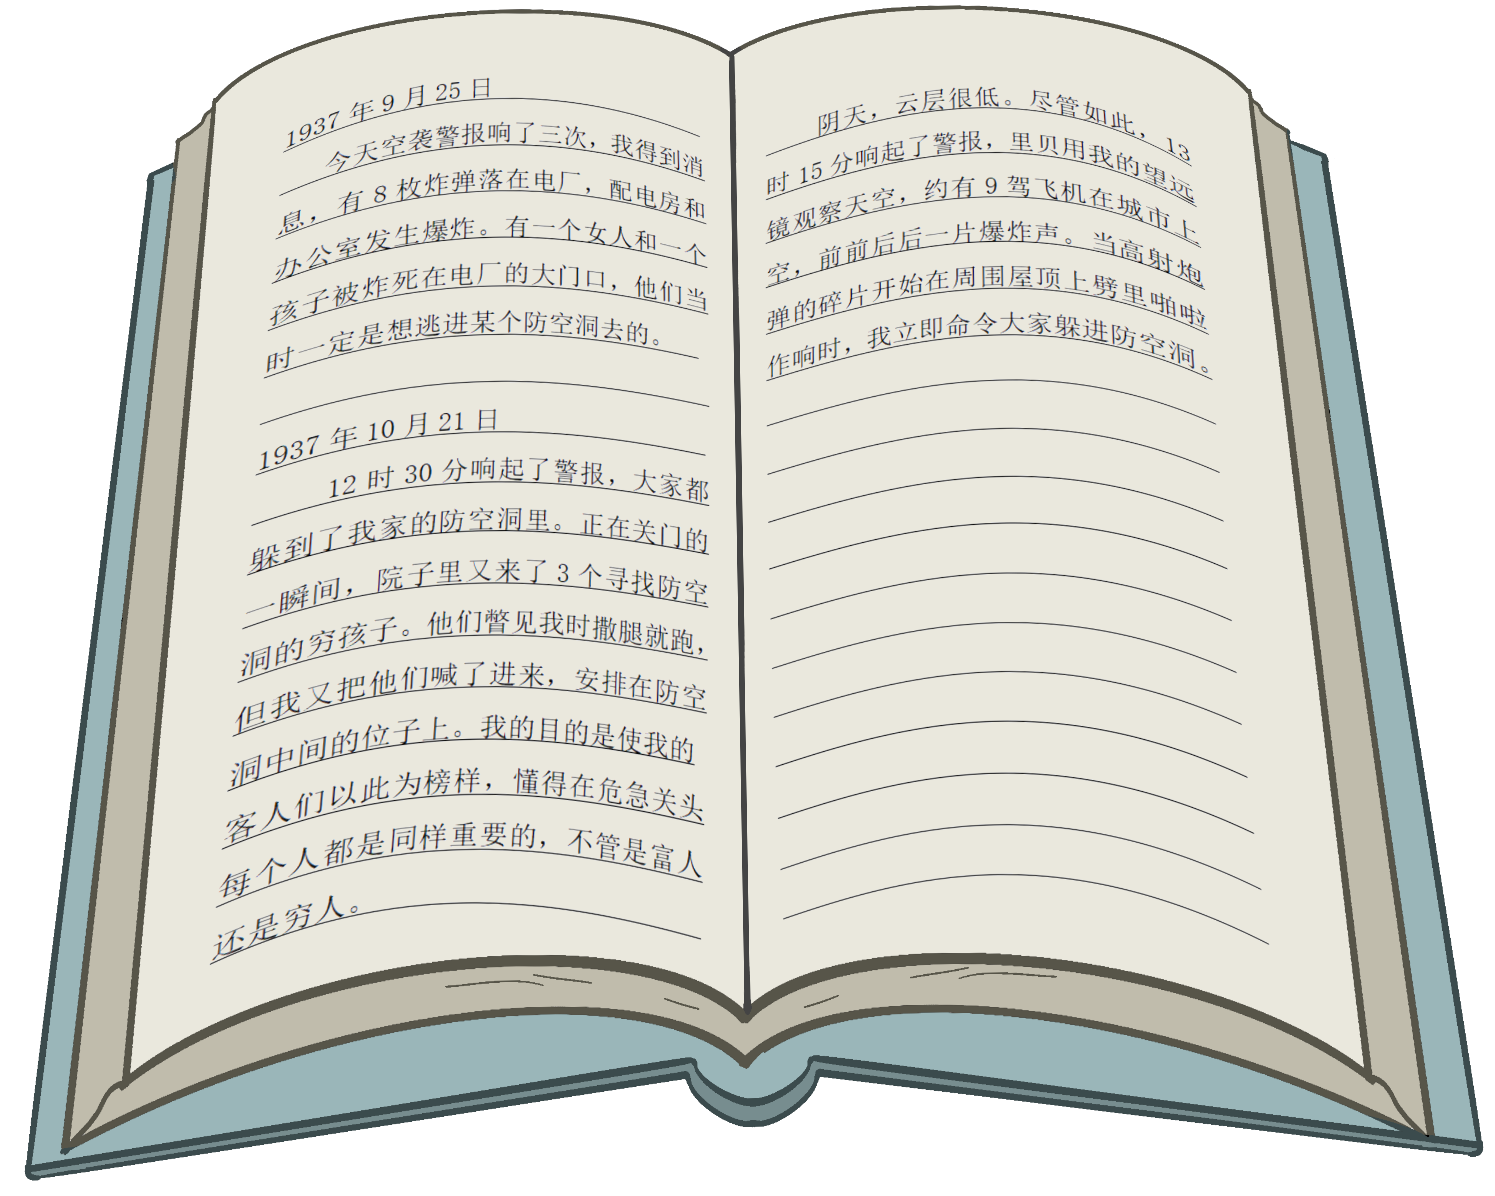 1937 年 9 月 25 日
今天空袭警报响了三次，我得到消
息，有 8 枚炸弹落在电厂，配电房和
办公室发生爆炸。有一个女人和一个
孩子被炸死在电厂的大门口，他们当
时一定是想逃进某个防空洞去的。
1937 年 10 月 21 日
12 时 30 分响起了警报，大家都
躲到了我家的防空洞里。正在关门的
一瞬间，院子里又来了 3 个寻找防空
洞的穷孩子。他们瞥见我时撒腿就跑，
但我又把他们喊了进来，安排在防空
洞中间的位子上。我的目的是使我的
客人们以此为榜样，懂得在危急关头
每个人都是同样重要的，不管是富人
还是穷人。
阴天，云层很低。尽管如此，13
时 15 分响起了警报，里贝用我的望远
镜观察天空，约有 9 驾飞机在城市上
空，前前后后一片爆炸声。当高射炮
弹的碎片开始在周围屋顶上劈里啪啦
作响时，我立即命令大家躲进防空洞。